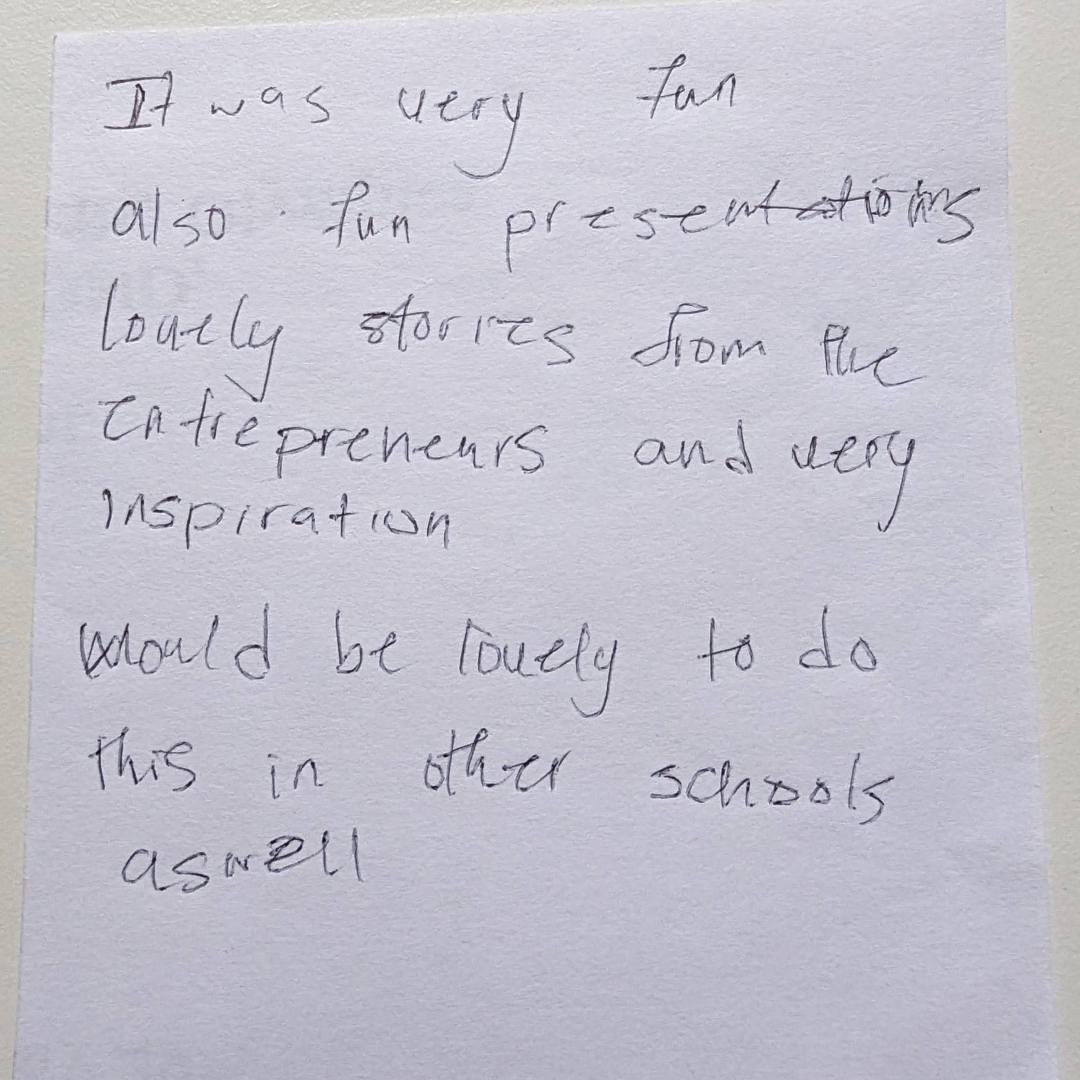 It was very fun
also fun presentations
lovely storries from the
entrepreneurs and very
inspiration
would be lovely to do
this in other schools
aswell